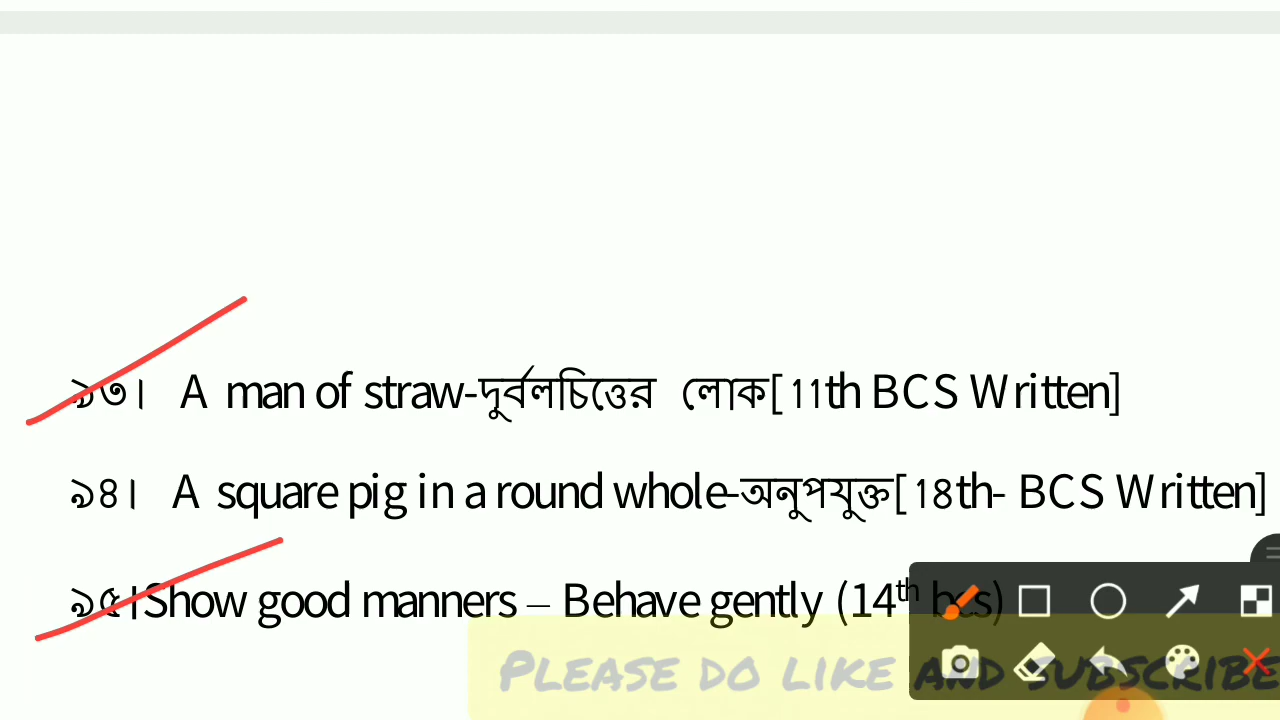 ৯৩। A man of straw-দুর্বলচিত্তের লোক[11th BCS Written]
৯৪। A square pig in a round whole-অনুপযুক্ত[18th- BCS Written]
৯৫।Show good manners – Behave gently (14th bcs)
PLEASE DO LIKE AND SUBSCRIBE